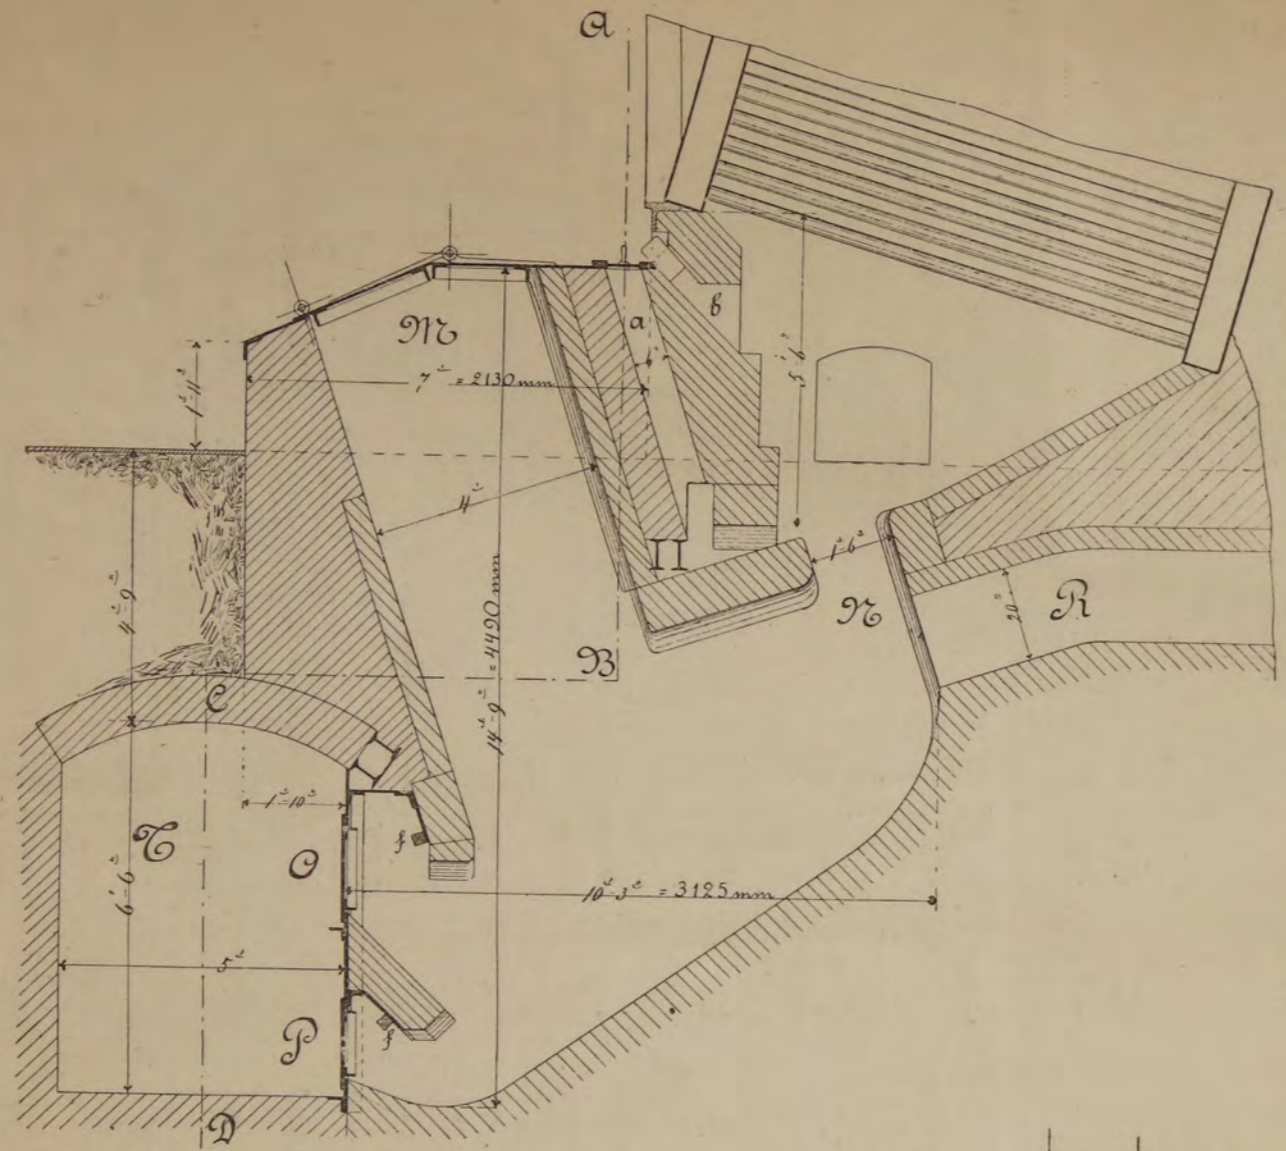 A
M
a
b
1'-11"
7' = 2130 mm
5'-6"
4'
1'-6"
4'-9"
N
R
20"
B
14'-9" = 4490 mm
C
1'-10"
T
O
f
6'-6"
10'-3" = 3125 mm
5'
P
f
D